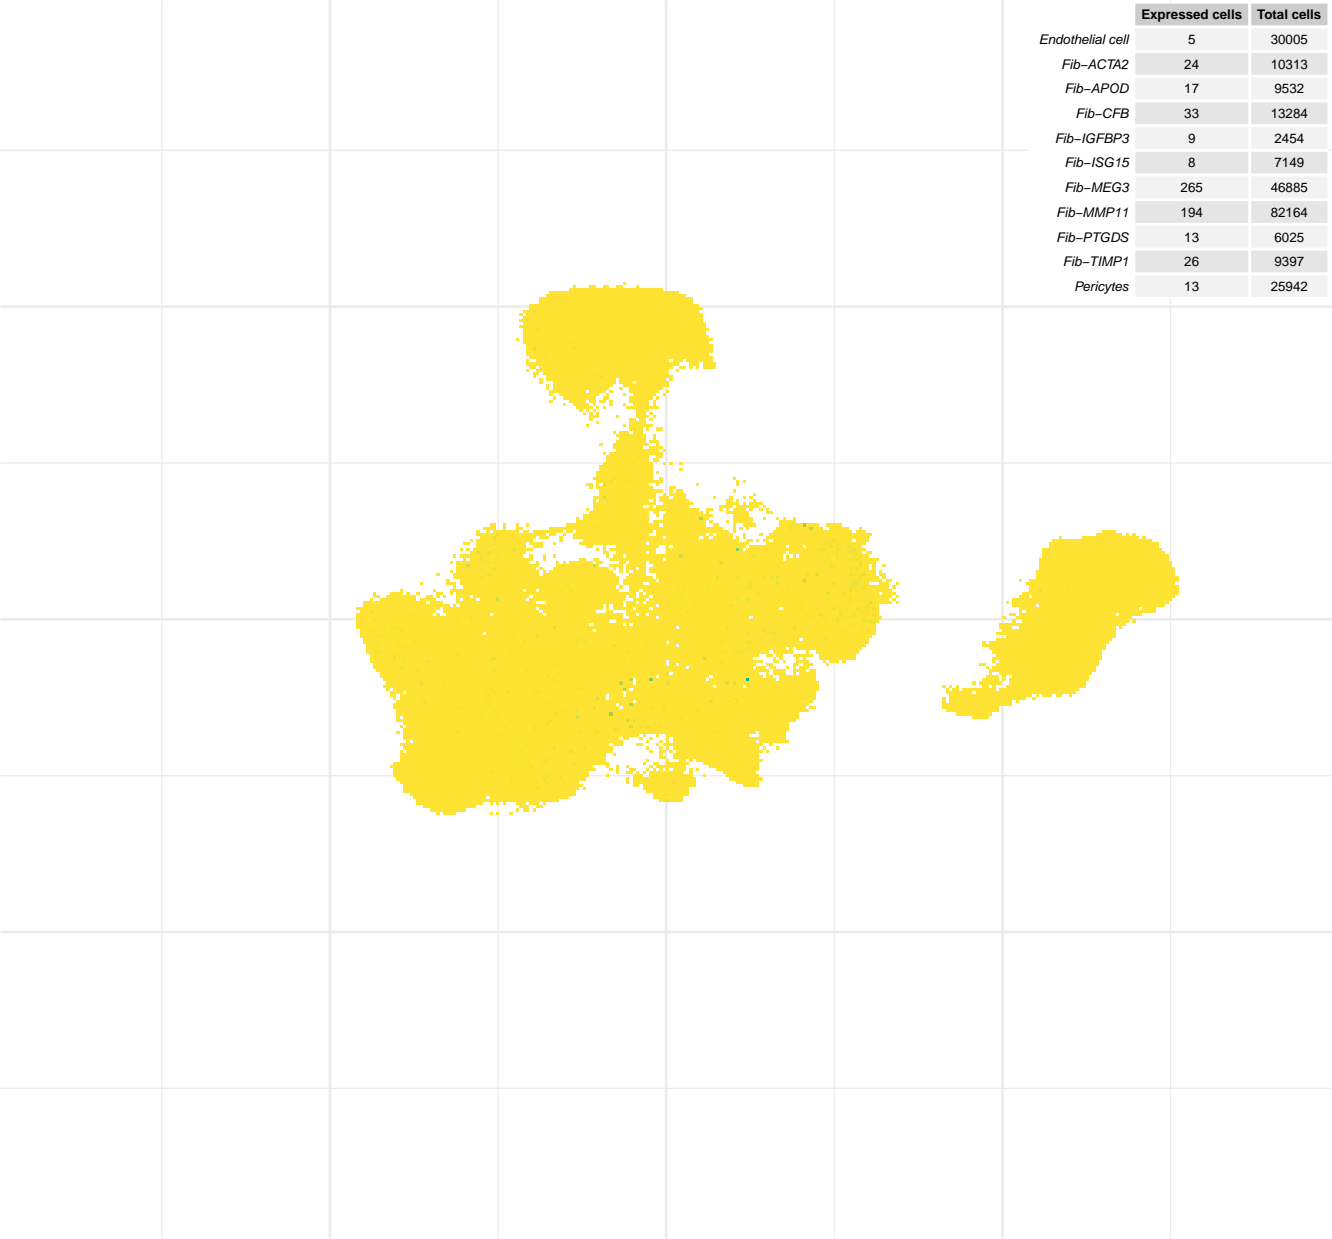 Expressed cells Total cells
Endothelial cell 5 30005
Fib−ACTA2 24 10313
Fib−APOD 17 9532
Fib−CFB 33 13284
Fib−IGFBP3 9 2454
Fib−ISG15 8 7149
Fib−MEG3 265 46885
Fib−MMP11 194 82164
Fib−PTGDS 13 6025
Fib−TIMP1 26 9397
Pericytes 13 25942